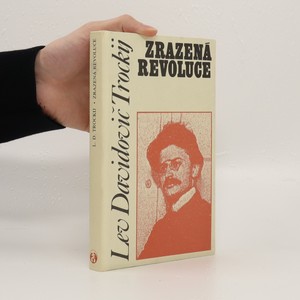 ZRAZENÁ
REVOLUCE
Lev Davidovič Trockij
L. D. TROCKIJ • ZRAZENÁ REVOLUCE